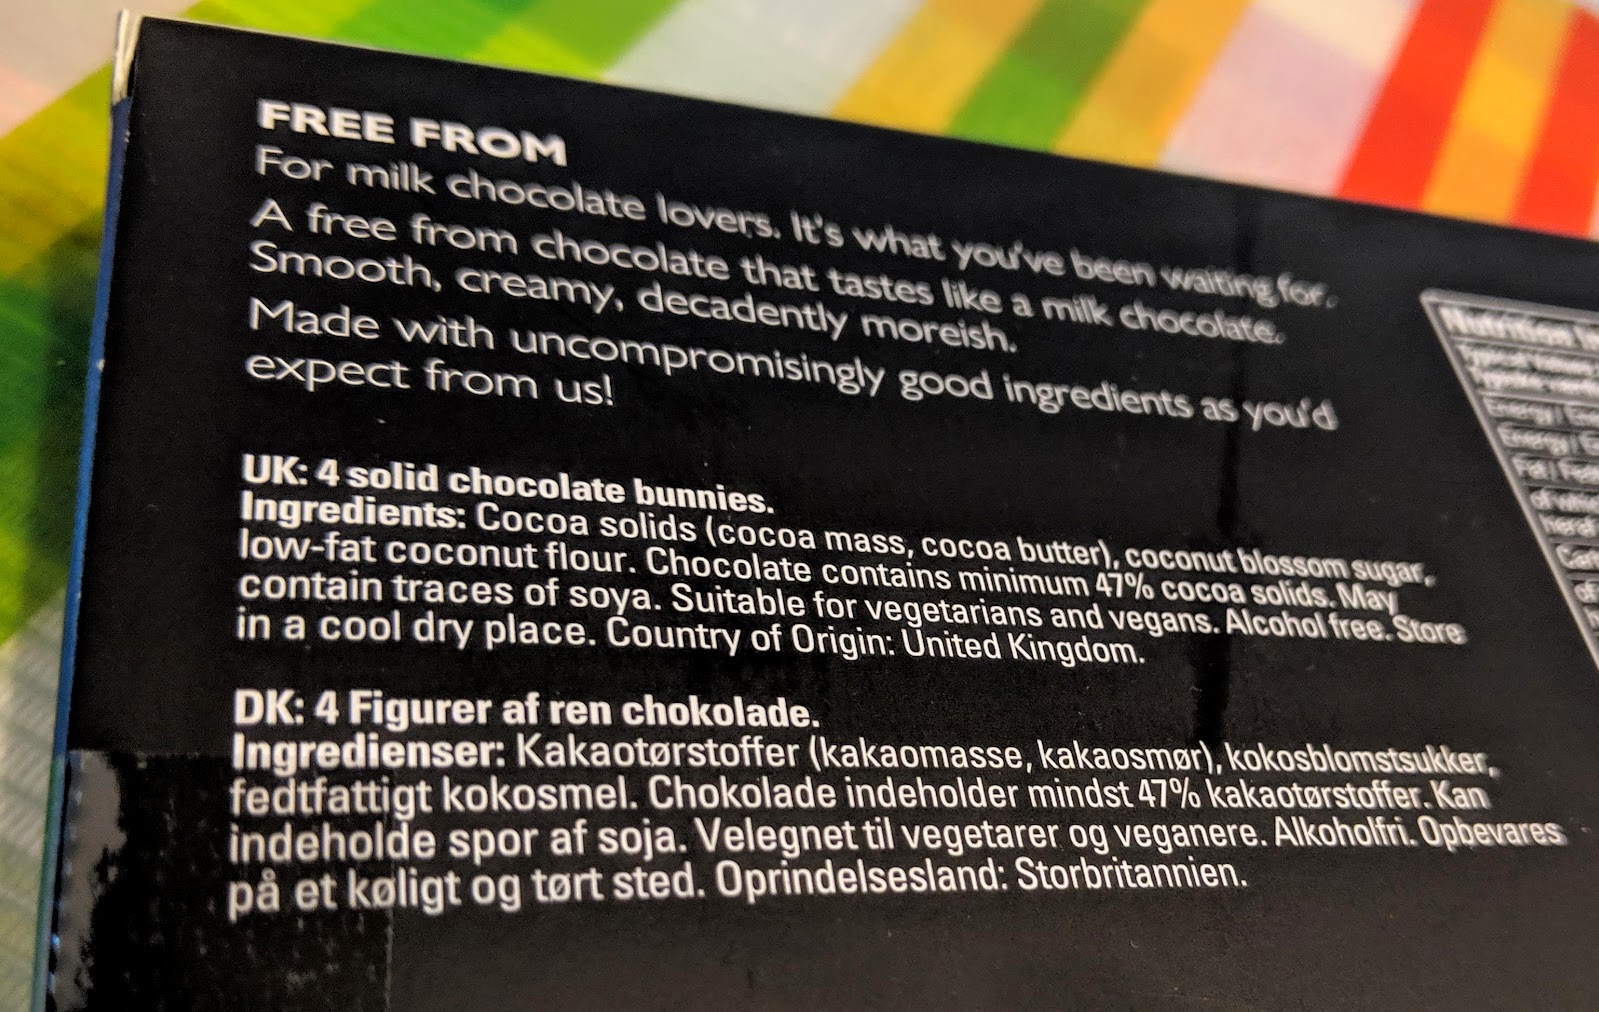 FREE FROM
For milk chocolate lovers. It's what you've been waiting for.
A free from chocolate that tastes like a milk chocolate.
Smooth, creamy, decadently moreish.
Made with uncompromisingly good ingredients as you'd
expect from us!
UK: 4 solid chocolate bunnies.
Ingredients: Cocoa solids (cocoa mass, cocoa butter), coconut blossom sugar,
low-fat coconut flour. Chocolate contains minimum 47% cocoa solids. May
contain traces of soya. Suitable for vegetarians and vegans. Alcohol free. Store
in a cool dry place. Country of Origin: United Kingdom.
DK: 4 Figurer af ren chokolade.
Ingredienser: Kakaotørstoffer (kakaomasse, kakaosmør), kokosblomstsukker,
fedtfattigt kokosmel. Chokolade indeholder mindst 47% kakaotørstoffer. Kan
indeholde spor af soja. Velegnet til vegetarer og veganere. Alkoholfri. Opbevares
på et køligt og tørt sted. Oprindelsesland: Storbritannien.
Nutrition
Energy /
Energy /
Fat /